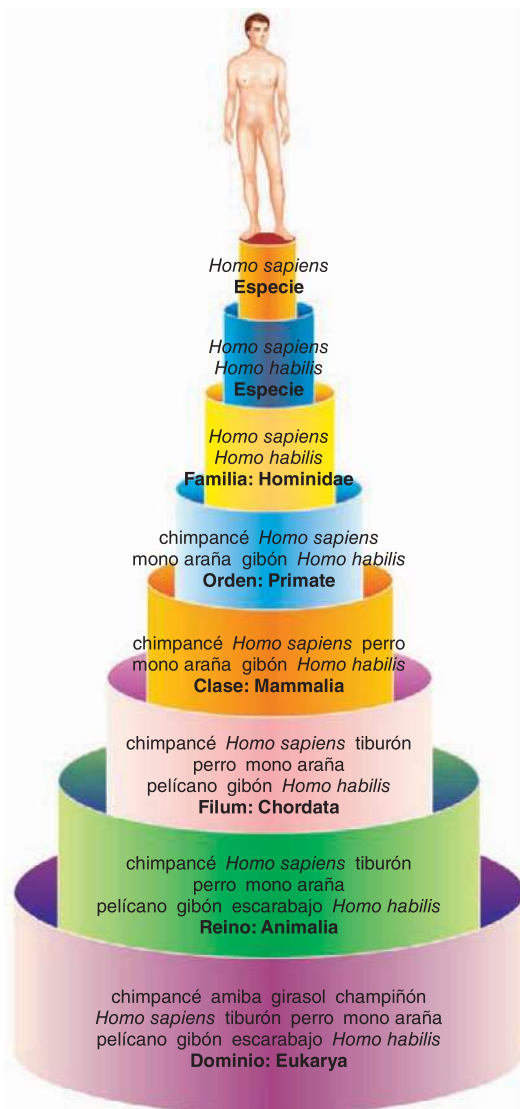 Homo sapiens
Especie
Homo sapiens
Homo habilis
Especie
Homo sapiens
Homo habilis
Familia: Hominidae
chimpancé Homo sapiens
mono araña gibón Homo habilis
Orden: Primate
chimpancé Homo sapiens perro
mono araña gibón Homo habilis
Clase: Mammalia
chimpancé Homo sapiens tiburón
perro mono araña
pelícano gibón Homo habilis
Filum: Chordata
chimpancé Homo sapiens tiburón
perro mono araña
pelícano gibón escarabajo Homo habilis
Reino: Animalia
chimpancé amiba girasol champiñón
Homo sapiens tiburón perro mono araña
pelícano gibón escarabajo Homo habilis
Dominio: Eukarya